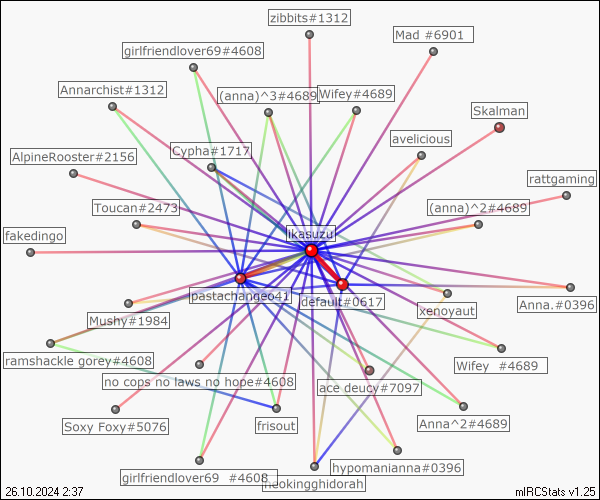 zibbits#1312
Mad #6901
girlfriendlover69#4608
Annarchist#1312
(anna)^3#4689
Wifey#4689
Skalman
avelicious
Cypha#1717
AlpineRooster#2156
rattgaming
Toucan#2473
(anna)^2#4689
fakedingo
ikasuzu
pastachangeo41
default#0617
Anna.#0396
xenoyaut
Mushy#1984
ramshackle gorey#4608
Wifey #4689
no cops no laws no hope#4608
ace deucy#7097
Soxy Foxy#5076
frisout
Anna^2#4689
hypomanianna#0396
girlfriendlover69 #4608
neokingghidorah
26.10.2024 2:37
mIRCStats v1.25